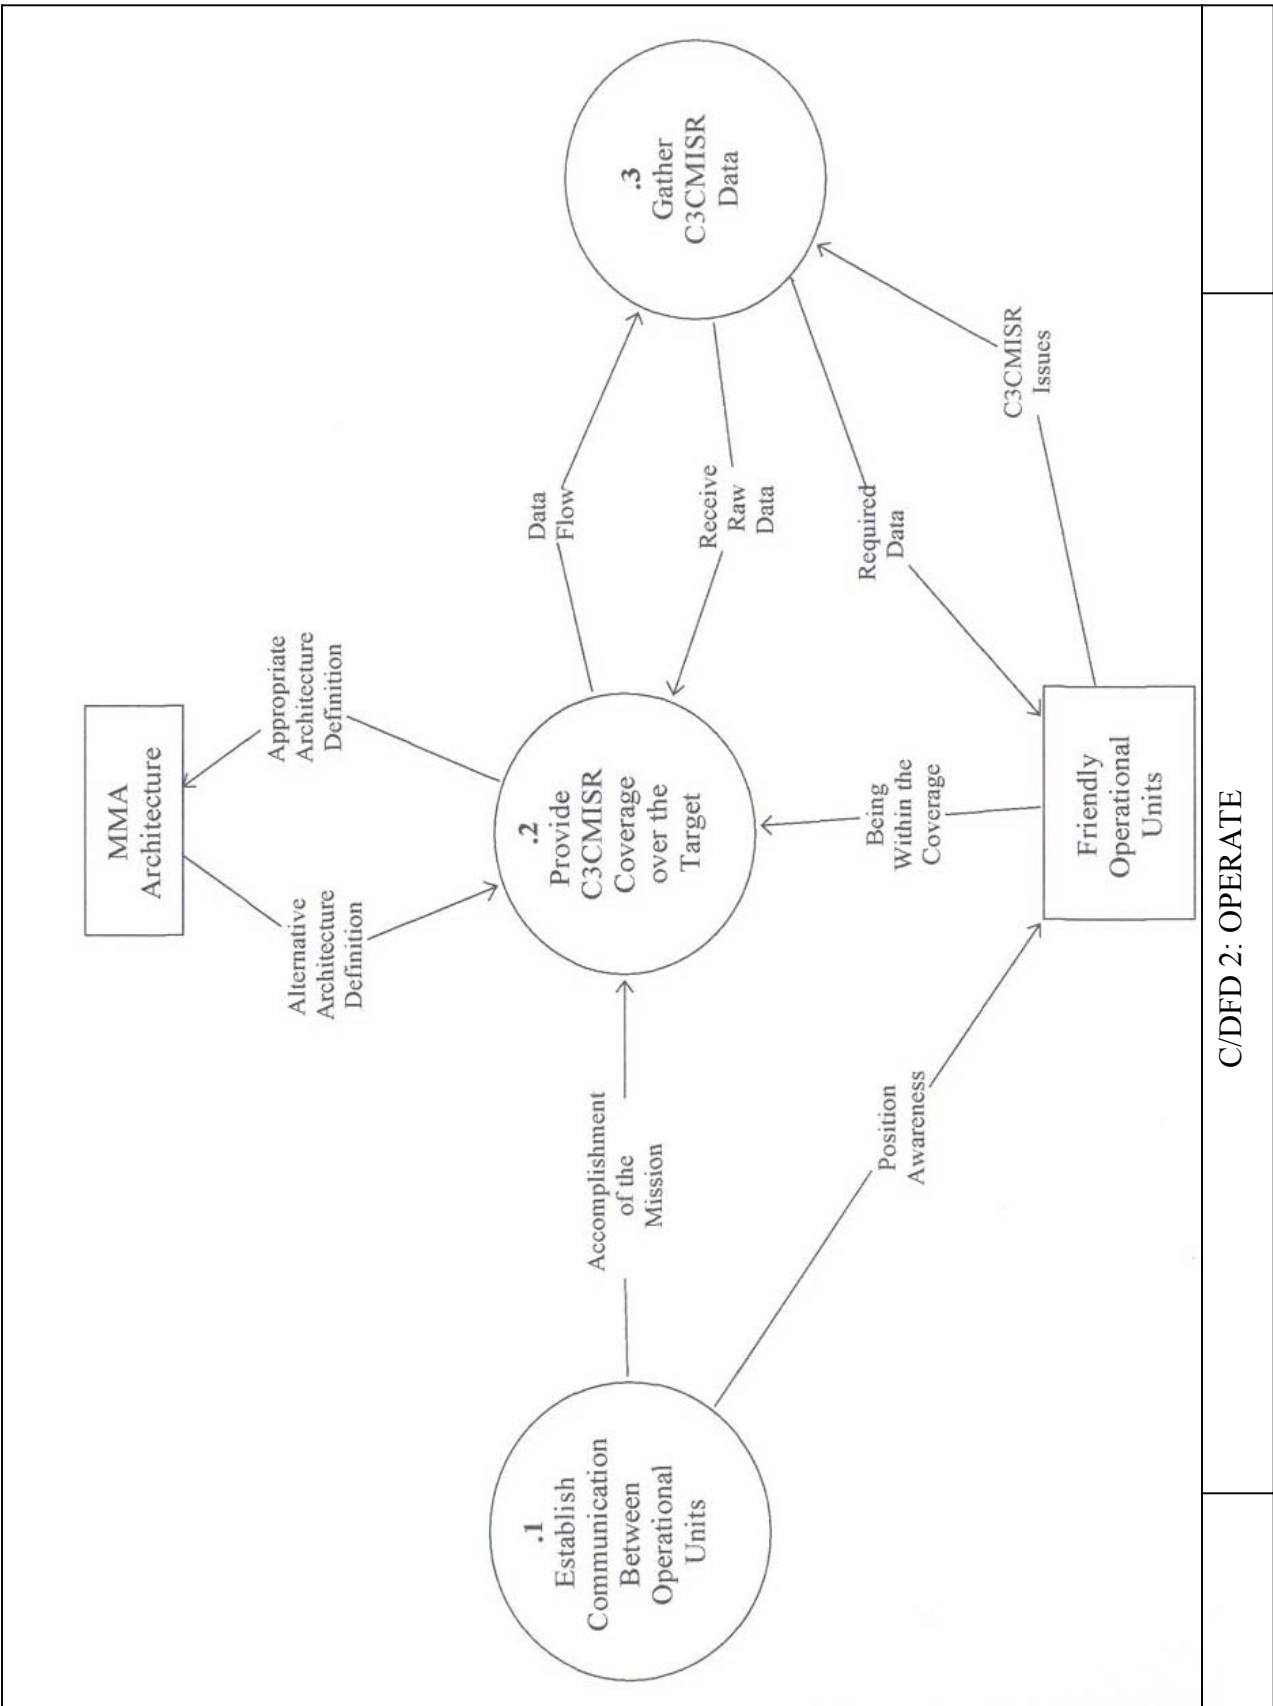 MMA
Architecture
Alternative
Architecture
Definition
Appropriate
Architecture
Definition
.1
Establish
Communication
Between
Operational
Units
Accomplishment
of the
Mission
.2
Provide
C3CMISR
Coverage
over the
Target
Data
Flow
Receive
Raw
Data
.3
Gather
C3CMISR
Data
Position
Awareness
Being
Within the
Coverage
Required
Data
C3CMISR
Issues
Friendly
Operational
Units
C/DFD 2: OPERATE